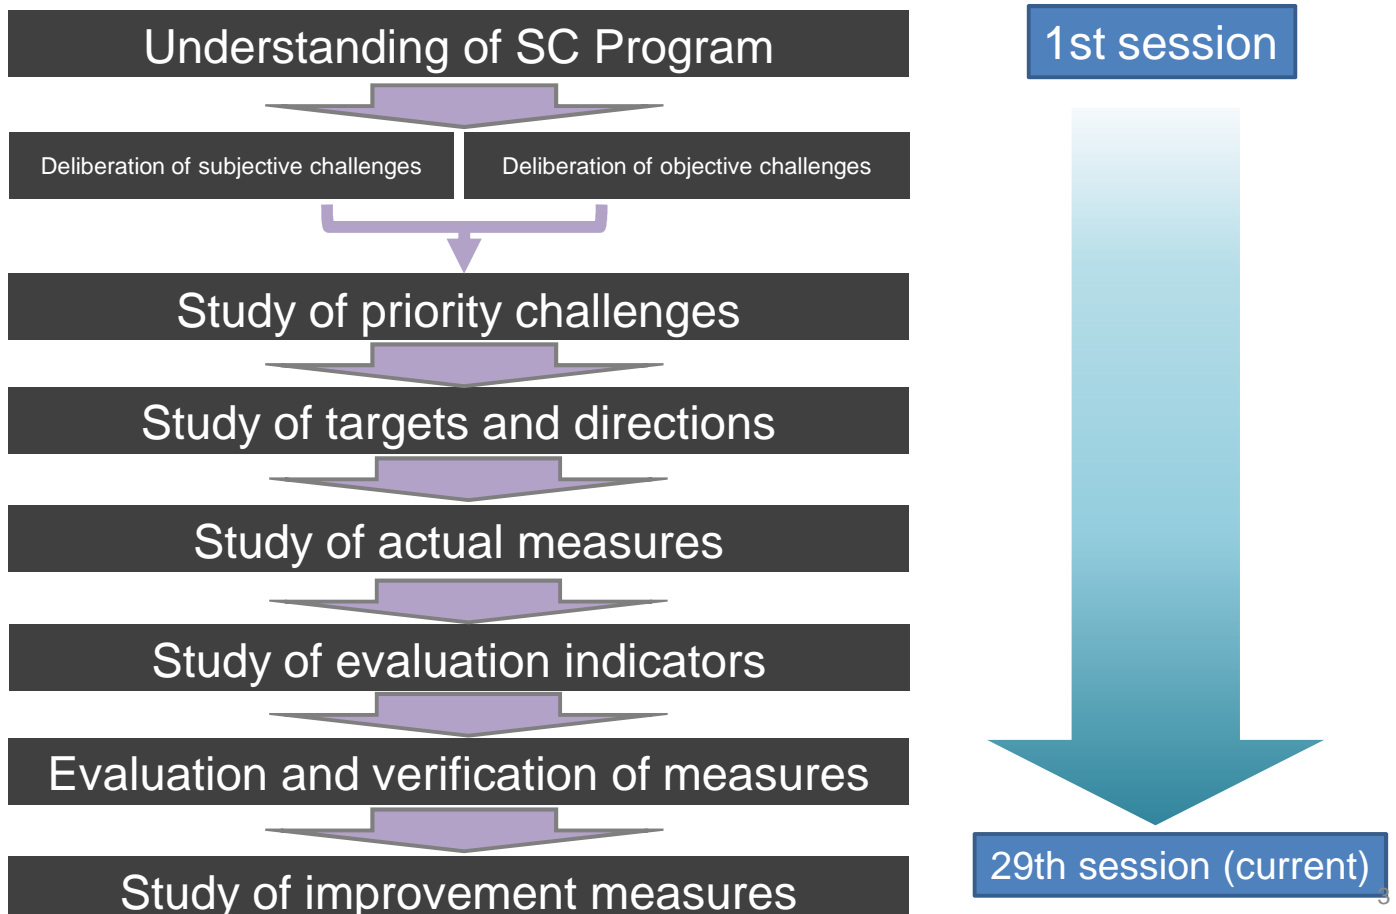 Understanding of SC Program
1st session
Deliberation of subjective challenges
Deliberation of objective challenges
Study of priority challenges
Study of targets and directions
Study of actual measures
Study of evaluation indicators
Evaluation and verification of measures
Study of improvement measures
29th session (current)
3